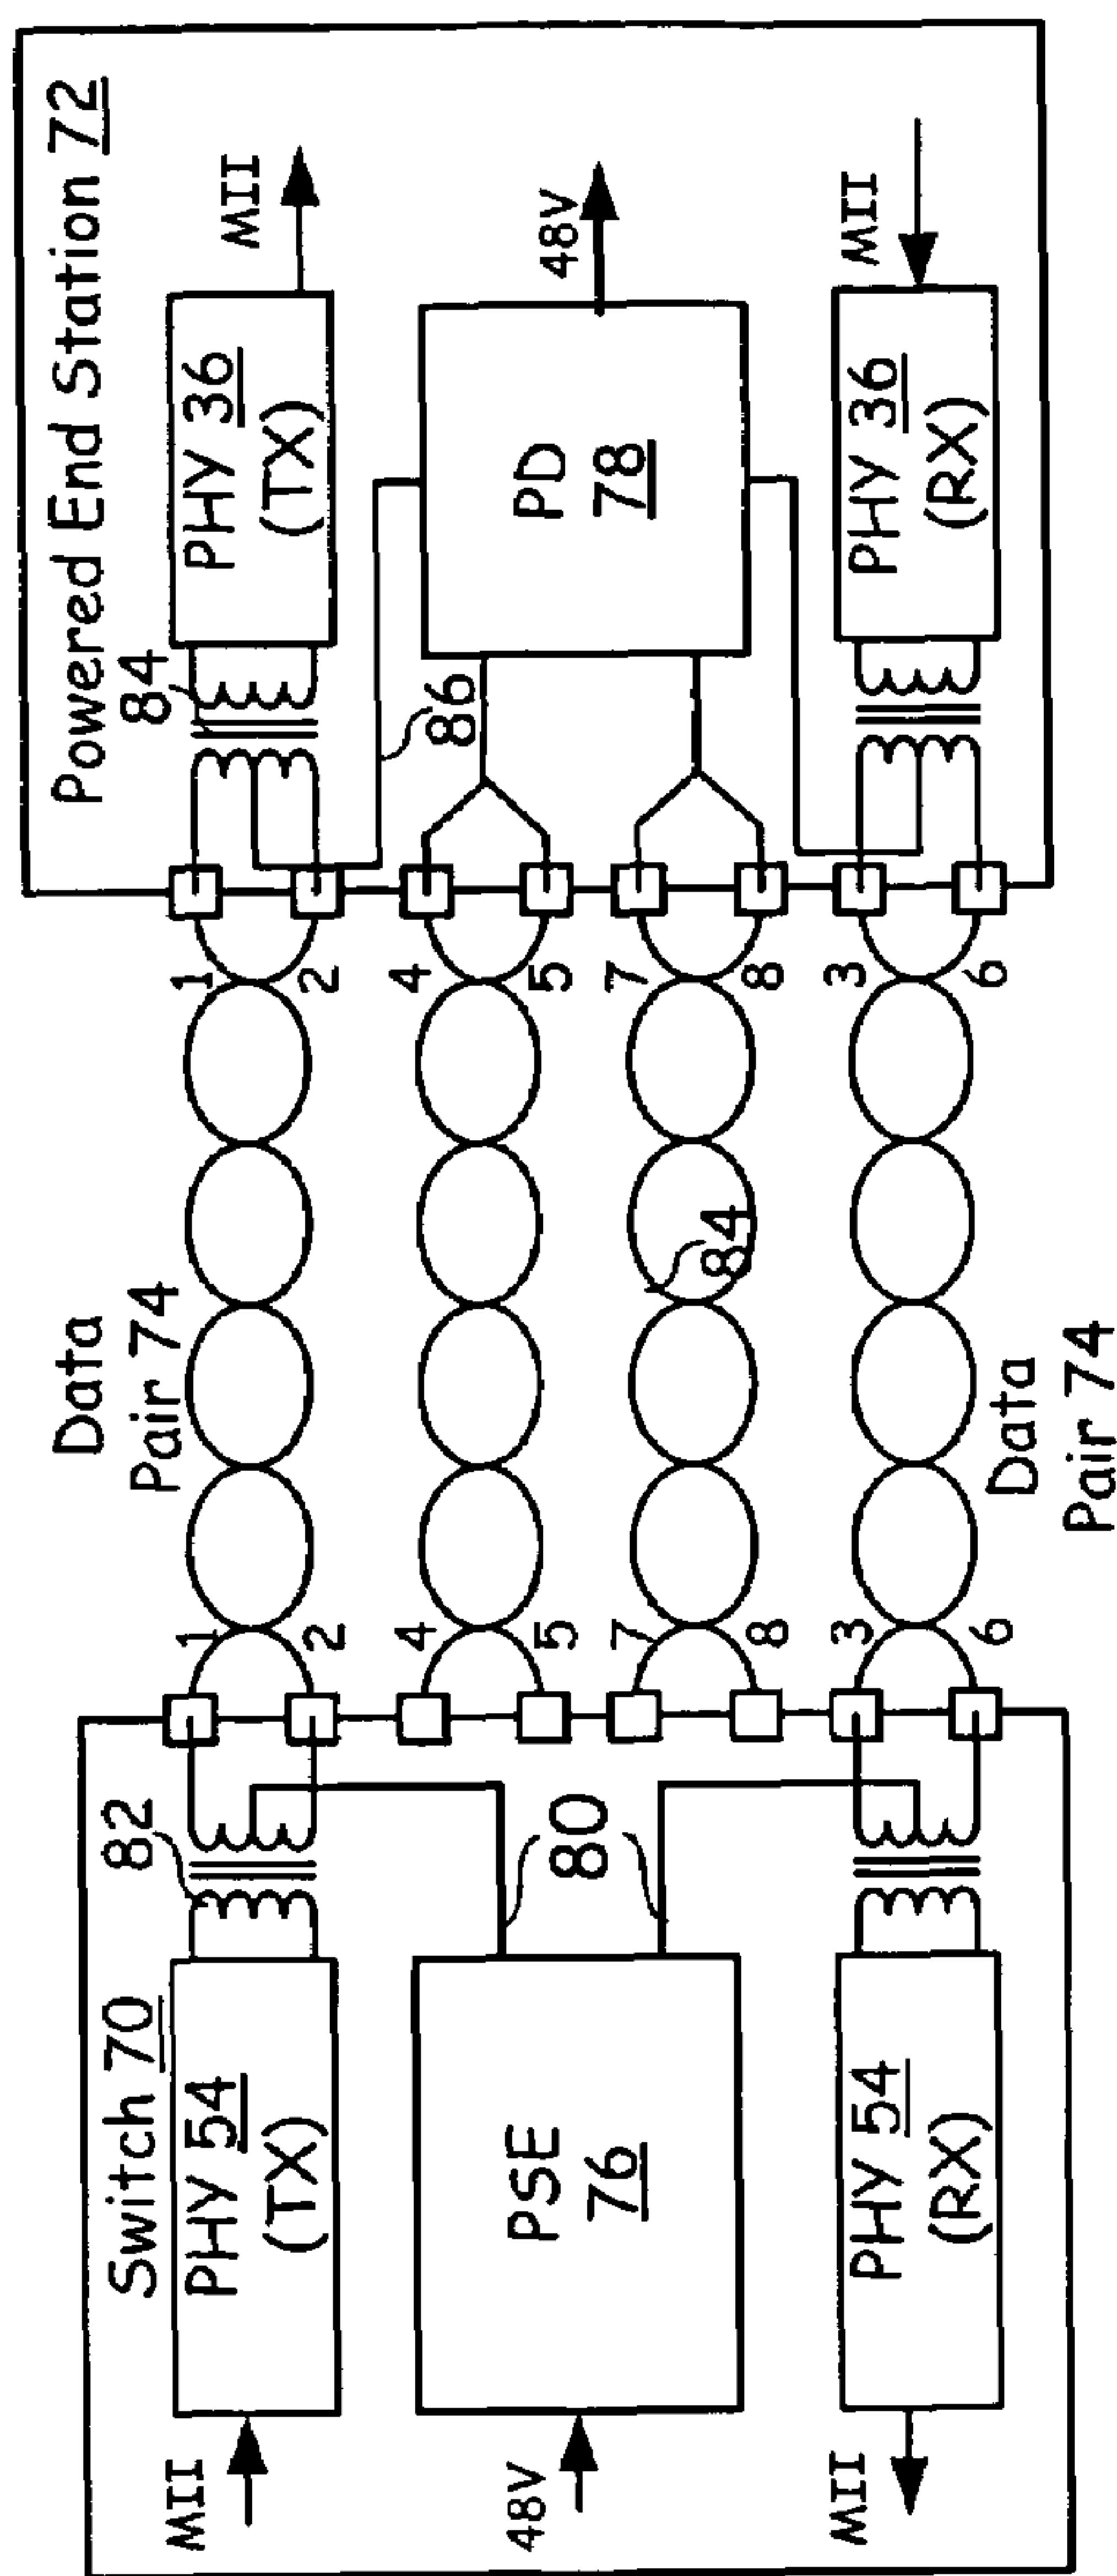 Switch 70
MII
PHY 54
(TX)
82
48V
PSE
76
80
MII
PHY 54
(RX)
Data
Pair 74
1
2
4
5
7
8
3
6
84
1
2
4
5
7
8
3
6
Data
Pair 74
Powered End Station 72
84
PHY 36
(TX)
MII
86
PD
78
48V
PHY 36
(RX)
MII